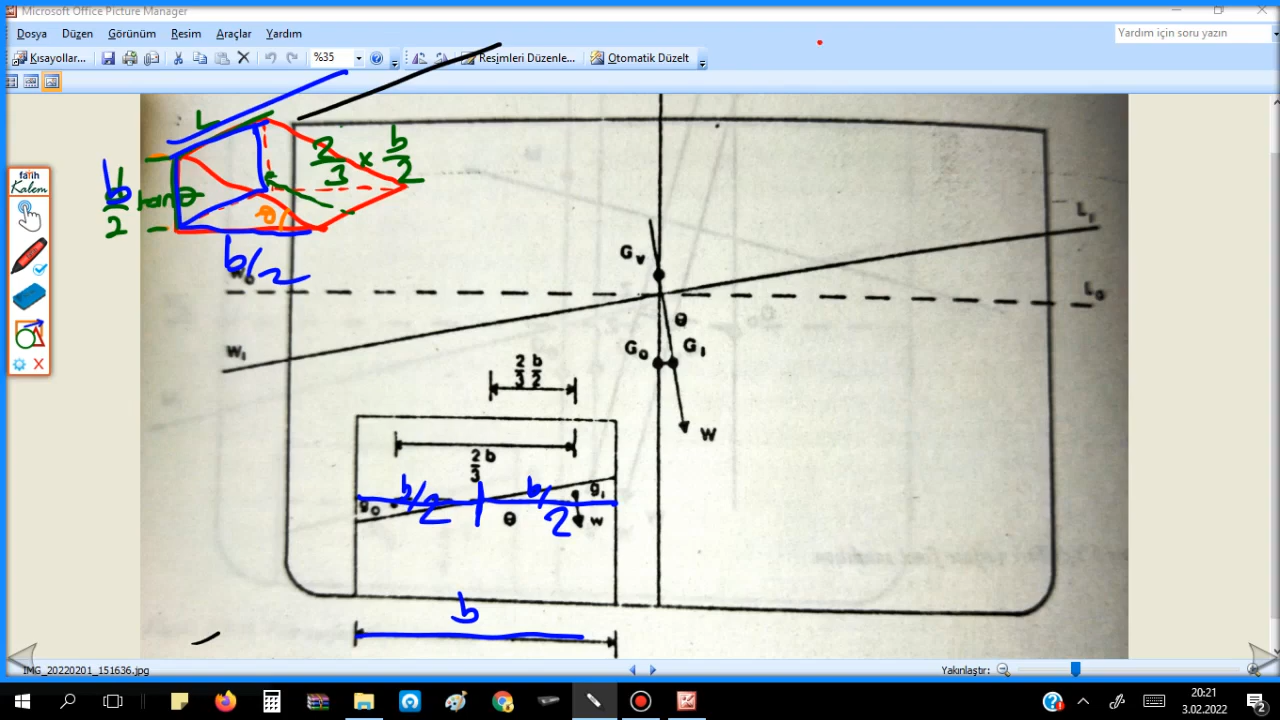 Microsoft Office Picture Manager
Dosya Düzen Görünüm Resim Araçlar Yardım
Yardım için soru yazın
Kısayollar... %35 Resimleri Düzenle... Otomatik Düzelt
fatih
Kalem
L
2/3 × b/2
b/2 tanθ
θ
b/2
W₀
L₁
Gᵥ
L₀
θ
W₁
G₀ G₁
2/3 b/2
W
2/3 b
b/2 b/2
g₀ g₁
θ w
b
IMG_20220201_151636.jpg
Yakınlaştır:
20:21
3.02.2022
2